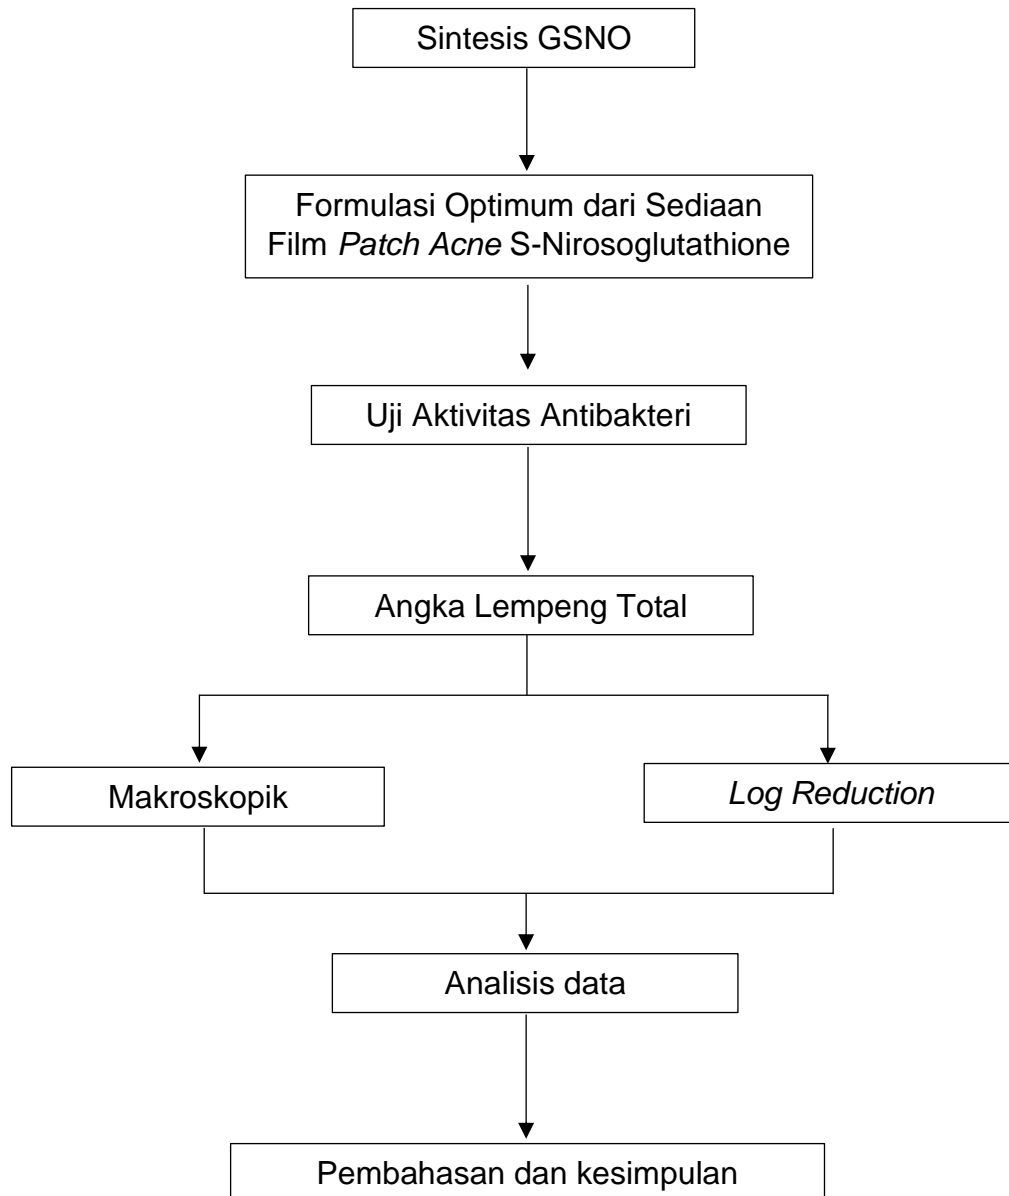 Sintesis GSNO
Formulasi Optimum dari Sediaan
Film Patch Acne S-Nirosoglutathione
Uji Aktivitas Antibakteri
Angka Lempeng Total
Makroskopik
Log Reduction
Analisis data
Pembahasan dan kesimpulan